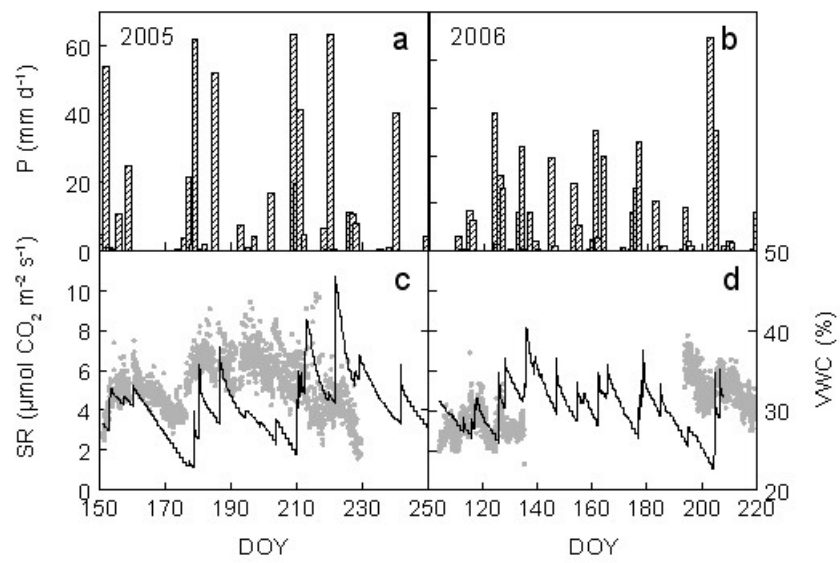 2005 a 2006 b
60
40
20
0
P (mm d⁻¹)
c d
10
8
6
4
2
0
SR (µmol CO₂ m⁻² s⁻¹)
50
40
30
20
VWC (%)
150 170 190 210 230 250 120 140 160 180 200 220
DOY DOY